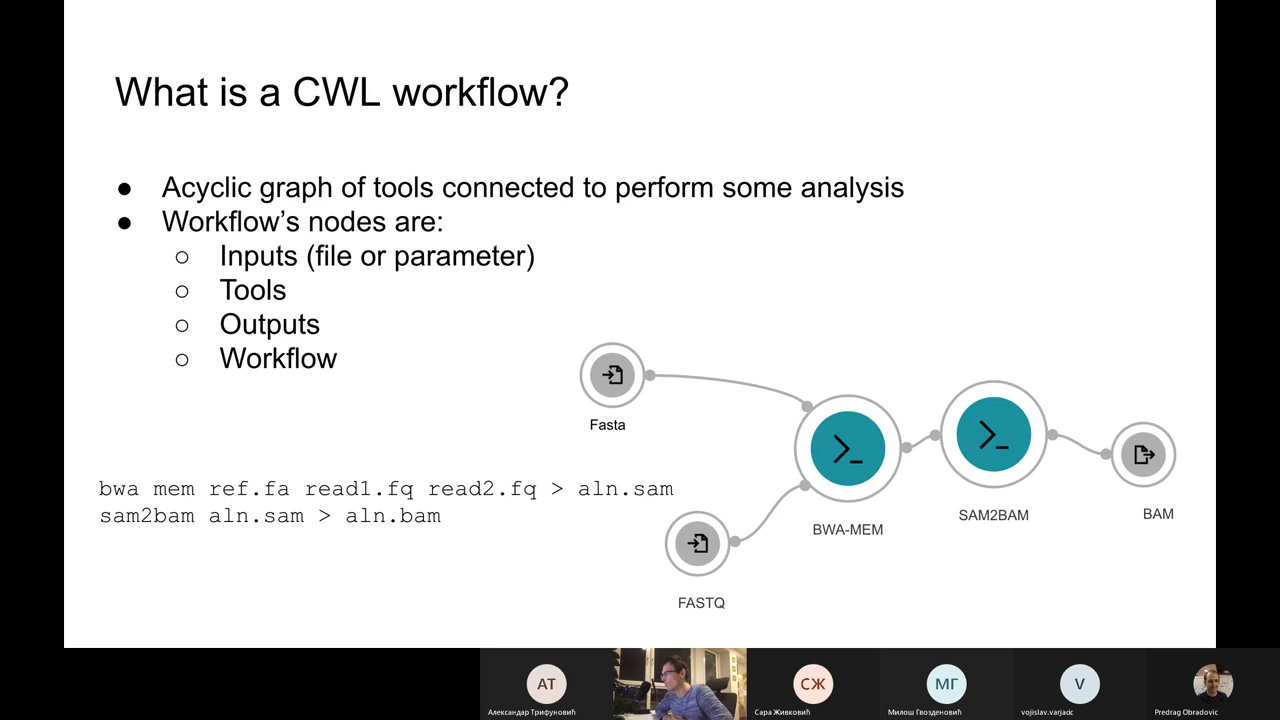 What is a CWL workflow?
● Acyclic graph of tools connected to perform some analysis
● Workflow’s nodes are:
○ Inputs (file or parameter)
○ Tools
○ Outputs
○ Workflow
Fasta
bwa mem ref.fa read1.fq read2.fq > aln.sam
sam2bam aln.sam > aln.bam
BWA-MEM
SAM2BAM
BAM
FASTQ
АТ
СЖ
МГ
V
Александар Трифуновић
Сара Живковић
Милош Гвозденовић
vojislav.varjacic
Predrag Obradovic